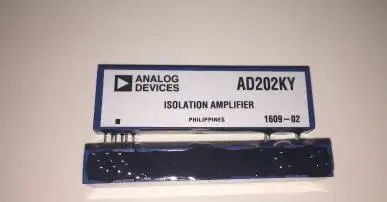 ANALOG
DEVICES
AD202KY
ISOLATION AMPLIFIER
PHILIPPINES
1609-02